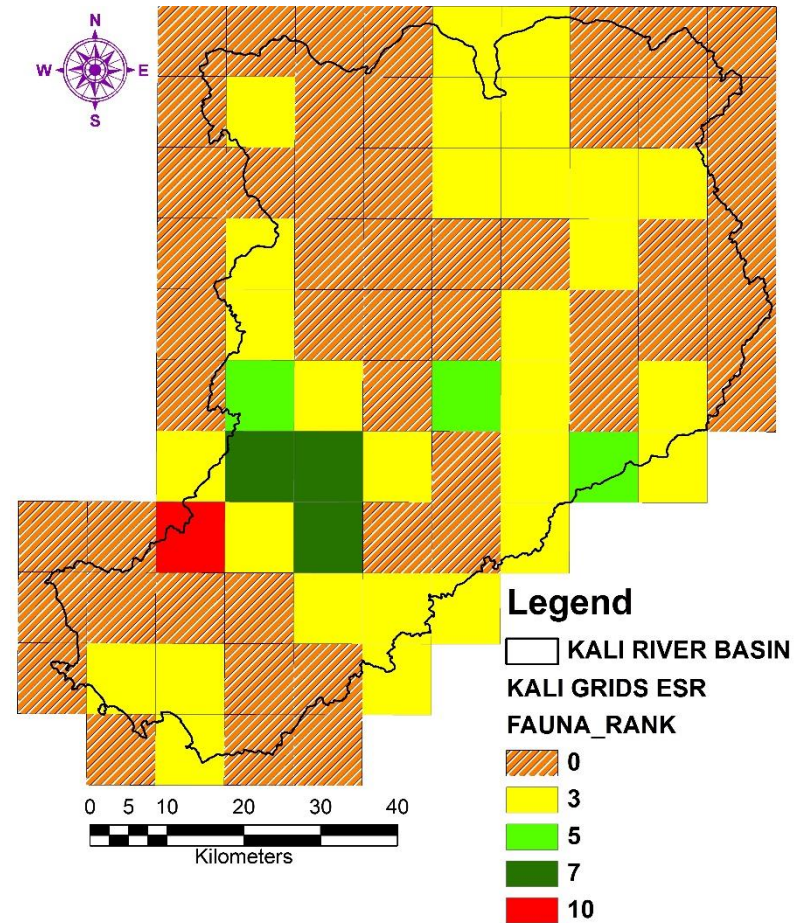 N
W E
S
Legend
KALI RIVER BASIN
KALI GRIDS ESR
FAUNA_RANK
0
3
5
7
10
0 5 10 20 30 40
Kilometers